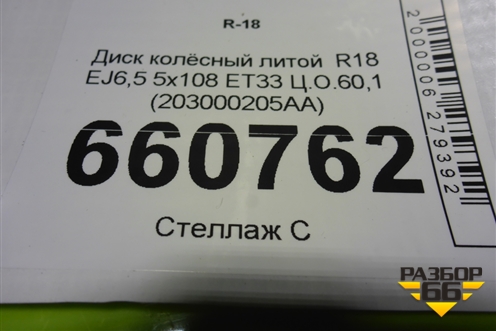 R-18
Диск колёсный литой R18
EJ6,5 5x108 ET33 Ц.О.60,1
(203000205AA)
660762
Стеллаж С
2000006279392
РАЗБОР
66